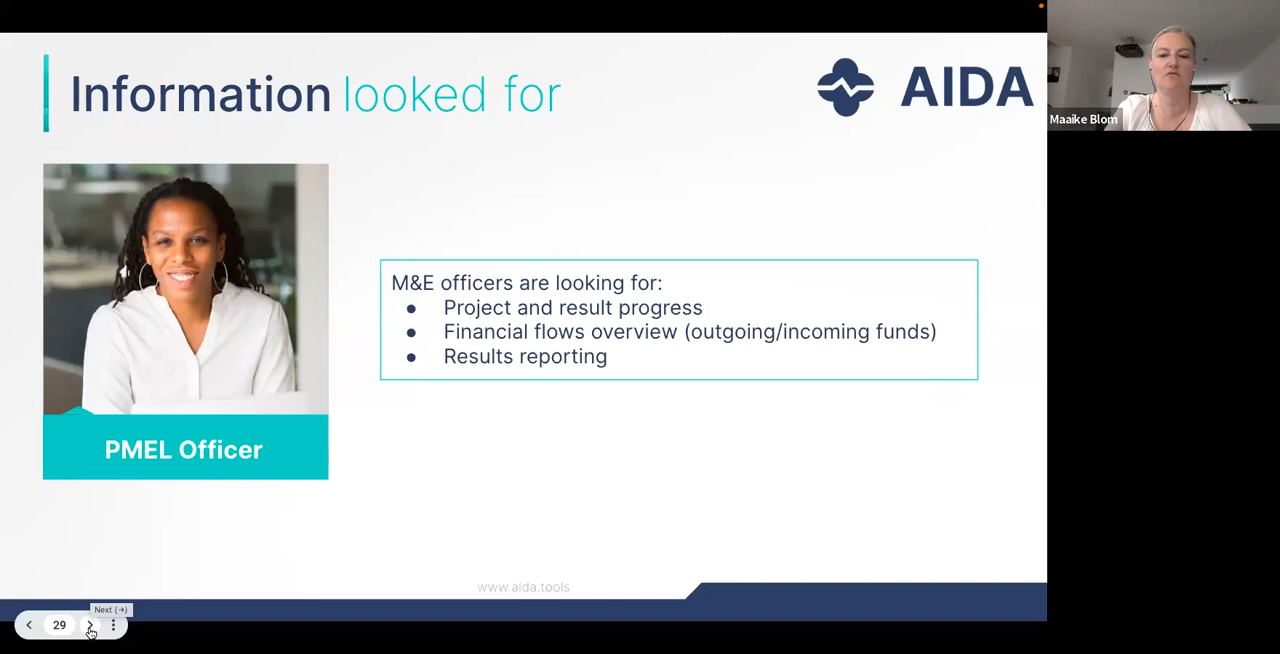 Information looked for
AIDA
Maaike Blom
M&E officers are looking for:
● Project and result progress
● Financial flows overview (outgoing/incoming funds)
● Results reporting
PMEL Officer
www.aida.tools
Next (→)
29